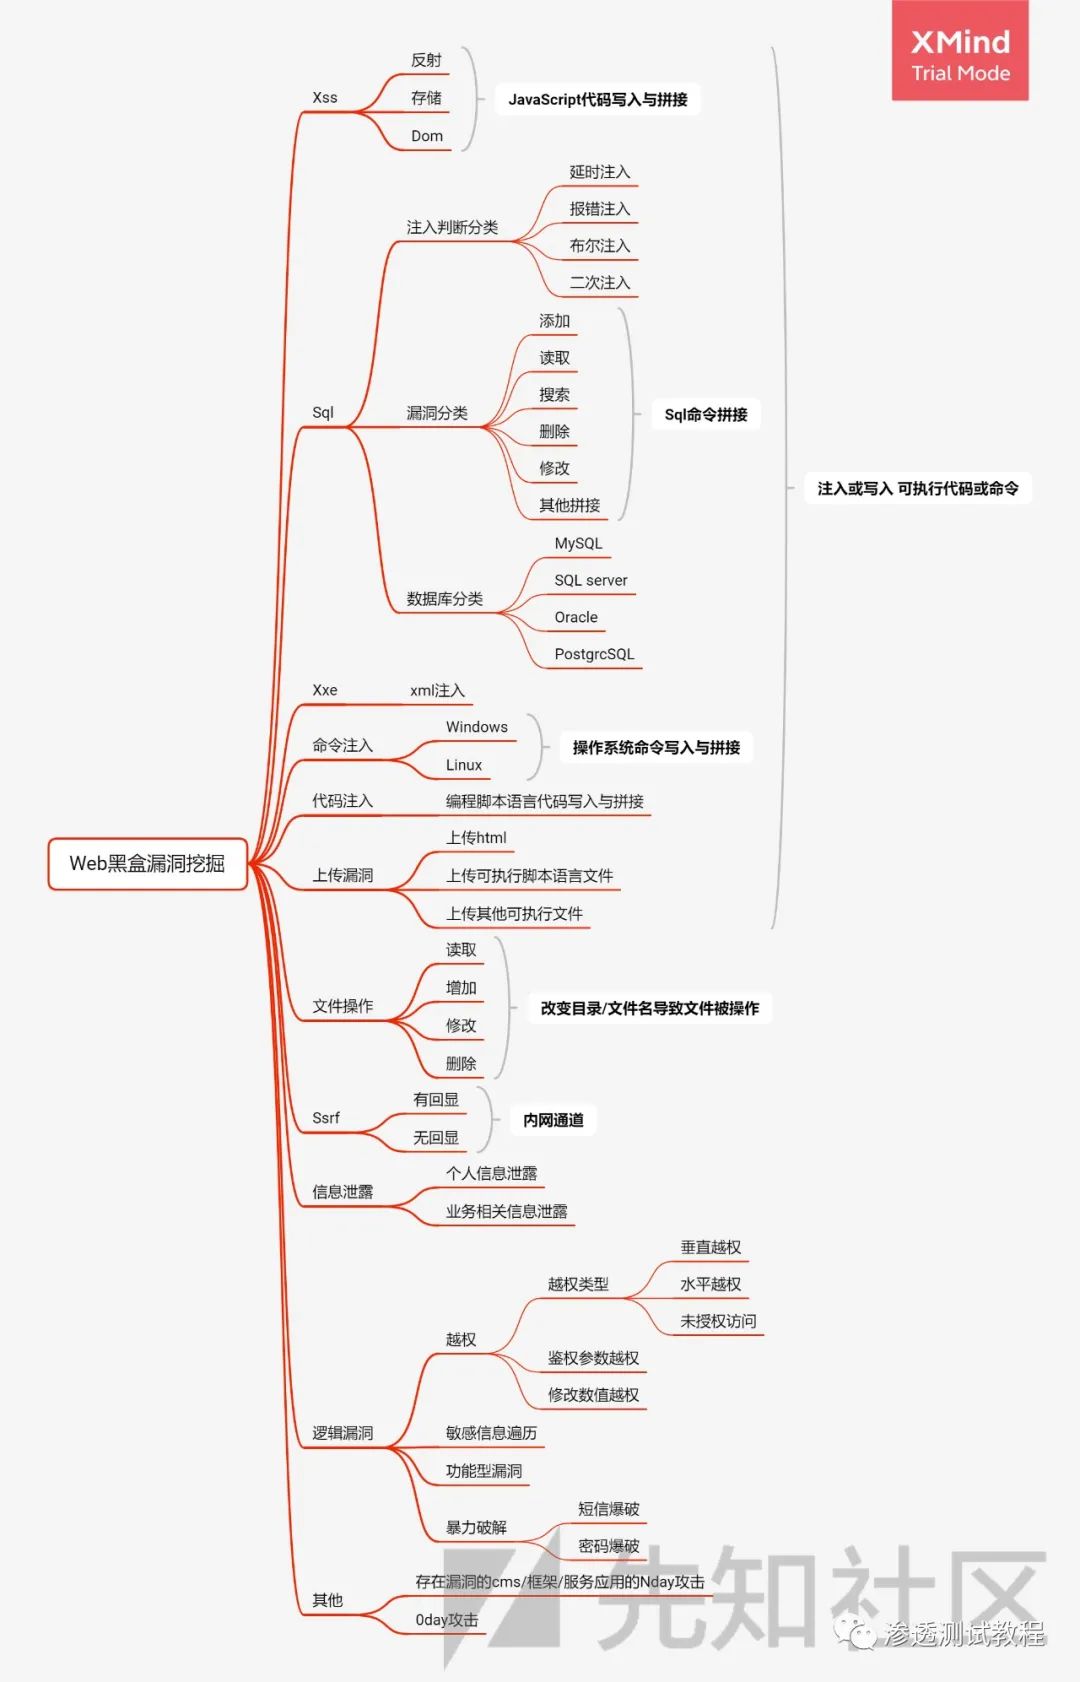 XMind
Trial Mode
Web黑盒漏洞挖掘
Xss
反射
存储
Dom
JavaScript代码写入与拼接
Sql
注入判断分类
延时注入
报错注入
布尔注入
二次注入
漏洞分类
添加
读取
搜索
删除
修改
其他拼接
Sql命令拼接
数据库分类
MySQL
SQL server
Oracle
PostgrcSQL
Xxe
xml注入
命令注入
Windows
Linux
操作系统命令写入与拼接
代码注入
编程脚本语言代码写入与拼接
上传漏洞
上传html
上传可执行脚本语言文件
上传其他可执行文件
注入或写入 可执行代码或命令
文件操作
读取
增加
修改
删除
改变目录/文件名导致文件被操作
Ssrf
有回显
无回显
内网通道
信息泄露
个人信息泄露
业务相关信息泄露
逻辑漏洞
越权
越权类型
垂直越权
水平越权
未授权访问
鉴权参数越权
修改数值越权
敏感信息遍历
功能型漏洞
暴力破解
短信爆破
密码爆破
其他
存在漏洞的cms/框架/服务应用的Nday攻击
0day攻击
先知社区
渗透测试教程